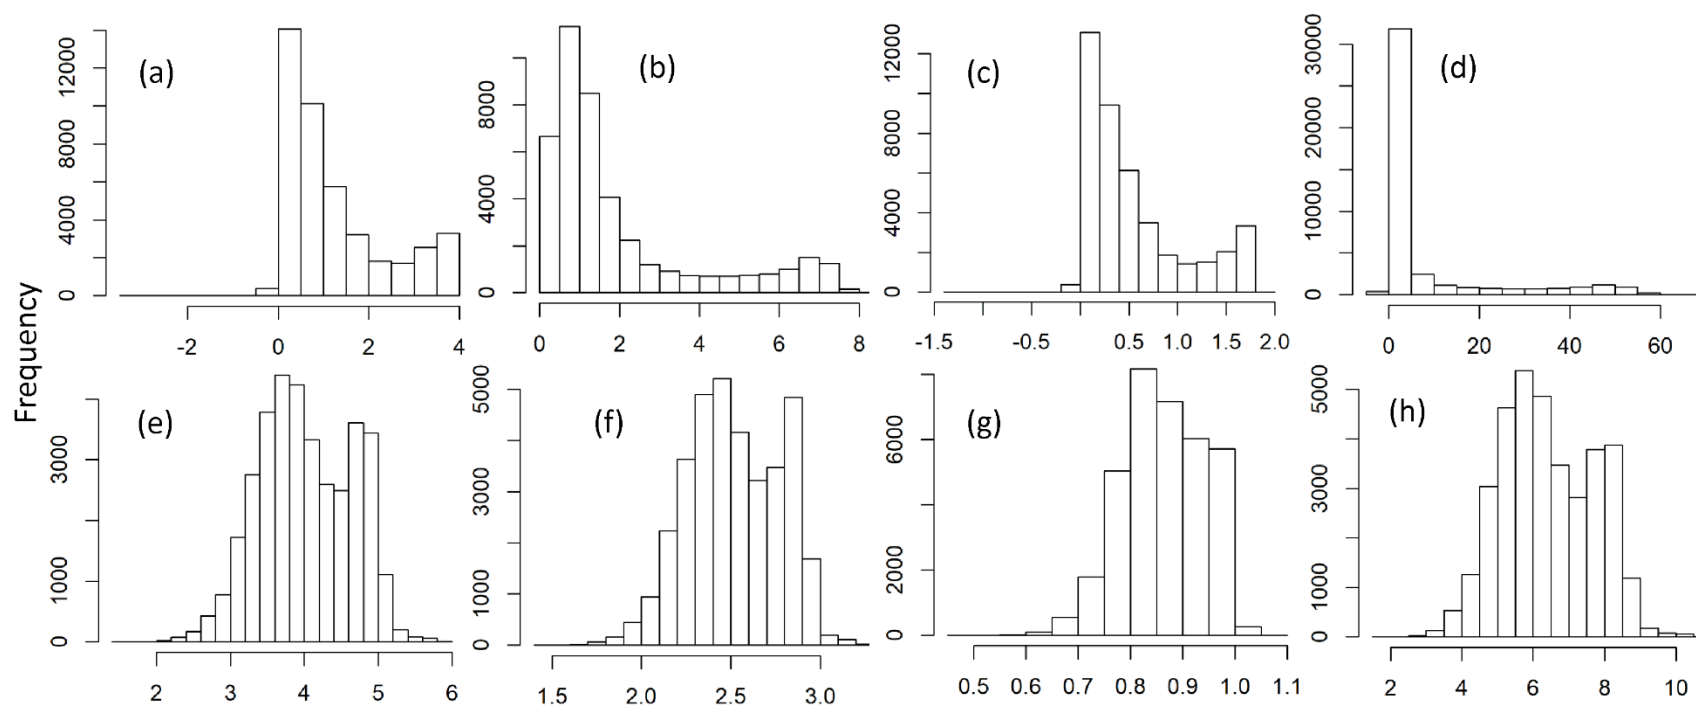 Frequency
(a)
0 4000 8000 12000
-2 0 2 4
(b)
0 4000 8000
0 2 4 6 8
(c)
0 4000 8000 12000
-1.5 -0.5 0.5 1.0 1.5 2.0
(d)
0 10000 20000 30000
0 20 40 60
(e)
0 1000 3000
2 3 4 5 6
(f)
0 1000 3000 5000
1.5 2.0 2.5 3.0
(g)
0 2000 6000
0.5 0.6 0.7 0.8 0.9 1.0 1.1
(h)
0 1000 3000 5000
2 4 6 8 10